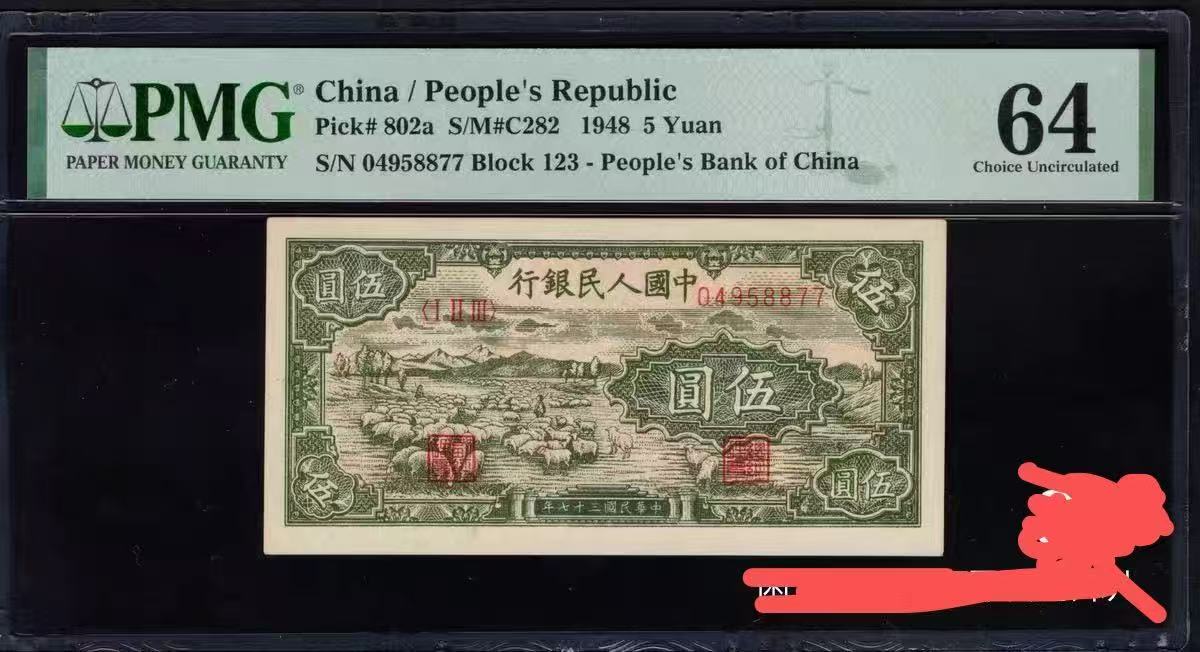 PMG®
PAPER MONEY GUARANTY
China / People's Republic
Pick# 802a S/M#C282 1948 5 Yuan
S/N 04958877 Block 123 - People's Bank of China
64
Choice Uncirculated
行銀民人國中
04958877
〈I II III〉
圓伍
伍
圓伍
伍
圓伍
年七十三國民華中